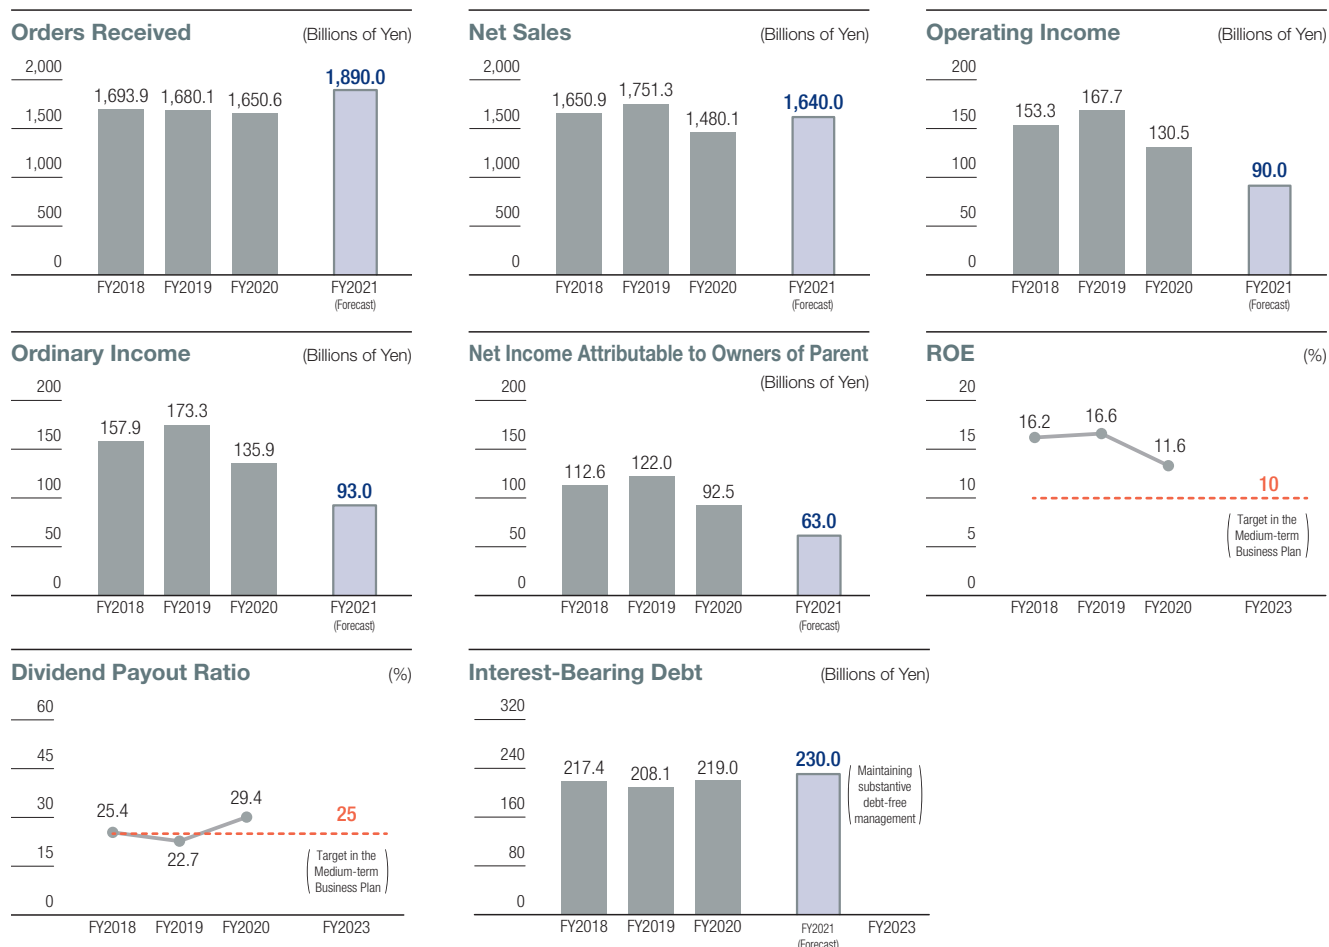 Orders Received (Billions of Yen)
2,000
1,500
1,000
500
0
1,693.9 1,680.1 1,650.6 1,890.0
FY2018 FY2019 FY2020 FY2021
(Forecast)
Net Sales (Billions of Yen)
2,000
1,500
1,000
500
0
1,650.9 1,751.3 1,480.1 1,640.0
FY2018 FY2019 FY2020 FY2021
(Forecast)
Operating Income (Billions of Yen)
200
150
100
50
0
153.3 167.7 130.5 90.0
FY2018 FY2019 FY2020 FY2021
(Forecast)
Ordinary Income (Billions of Yen)
200
150
100
50
0
157.9 173.3 135.9 93.0
FY2018 FY2019 FY2020 FY2021
(Forecast)
Net Income Attributable to Owners of Parent
(Billions of Yen)
200
150
100
50
0
112.6 122.0 92.5 63.0
FY2018 FY2019 FY2020 FY2021
(Forecast)
ROE (%)
20
15
10
5
0
16.2 16.6 11.6 10
(Target in the
Medium-term
Business Plan)
FY2018 FY2019 FY2020 FY2023
Dividend Payout Ratio (%)
60
45
30
15
0
25.4 22.7 29.4 25
(Target in the
Medium-term
Business Plan)
FY2018 FY2019 FY2020 FY2023
Interest-Bearing Debt (Billions of Yen)
320
240
160
80
0
217.4 208.1 219.0 230.0
(Maintaining
substantive
debt-free
management)
FY2018 FY2019 FY2020 FY2021 FY2023
(Forecast)